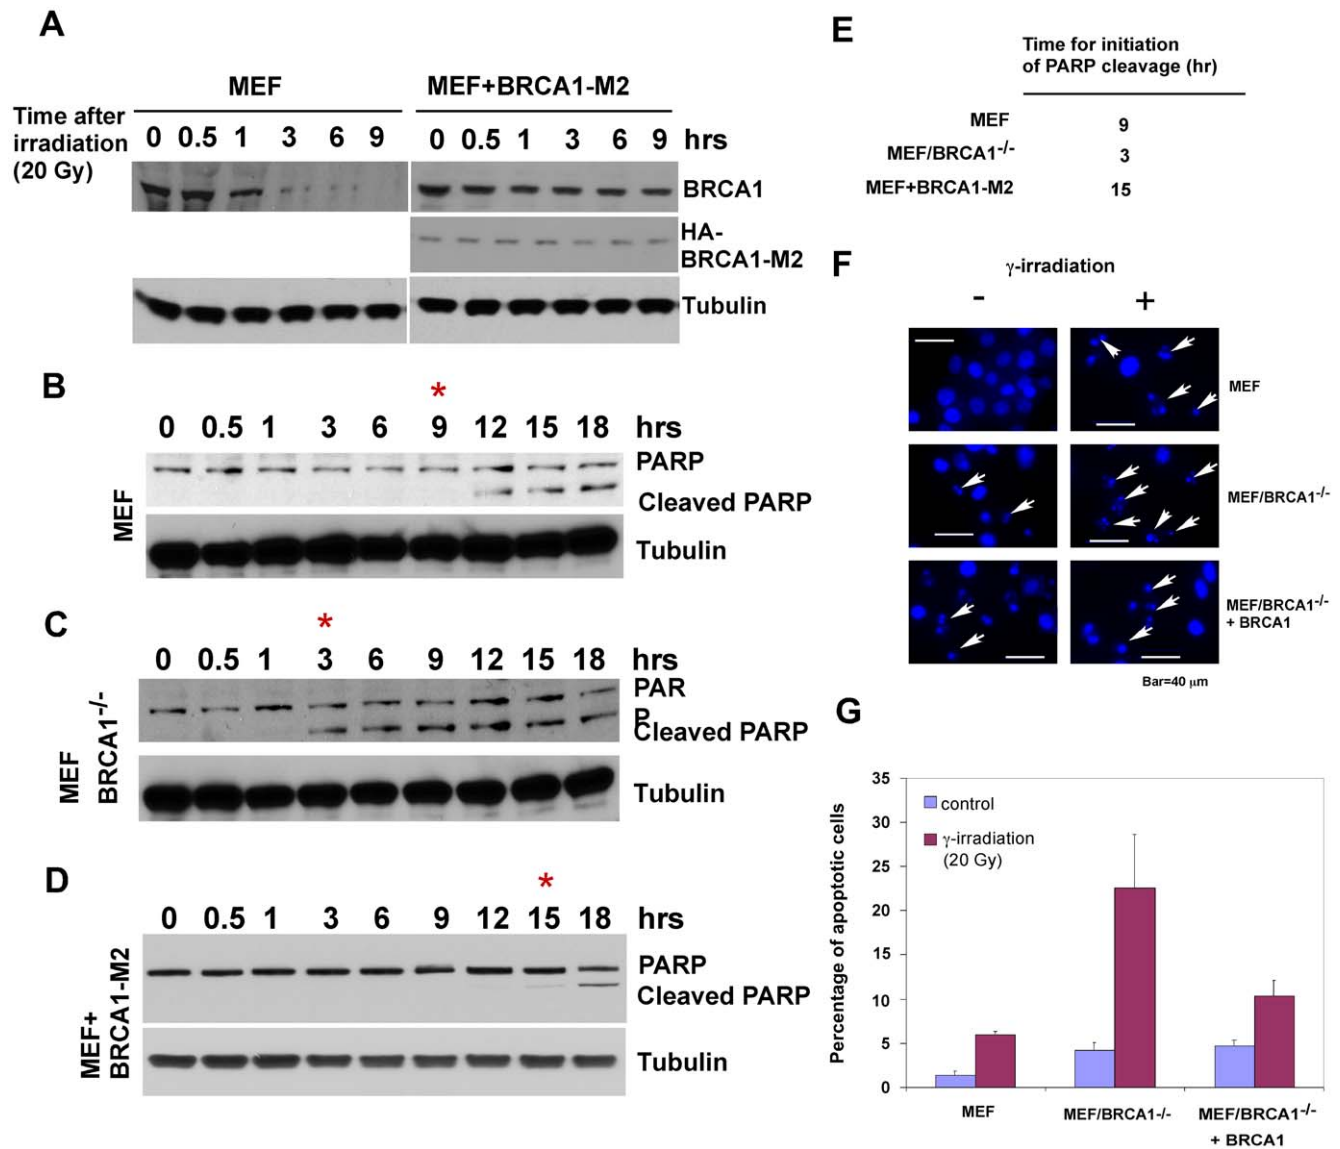 A
MEF
MEF+BRCA1-M2
Time after
irradiation
(20 Gy)
0 0.5 1 3 6 9
0 0.5 1 3 6 9 hrs
BRCA1
HA-
BRCA1-M2
Tubulin
B
*
0 0.5 1 3 6 9 12 15 18 hrs
MEF
PARP
Cleaved PARP
Tubulin
C
*
0 0.5 1 3 6 9 12 15 18 hrs
MEF
BRCA1-/-
PAR
P
Cleaved PARP
Tubulin
D
*
0 0.5 1 3 6 9 12 15 18 hrs
MEF+
BRCA1-M2
PARP
Cleaved PARP
Tubulin
E
Time for initiation
of PARP cleavage (hr)
MEF 9
MEF/BRCA1-/- 3
MEF+BRCA1-M2 15
F
γ-irradiation
- +
MEF
MEF/BRCA1-/-
MEF/BRCA1-/-
+ BRCA1
Bar=40 μm
G
Percentage of apoptotic cells
35
30
25
20
15
10
5
0
control
γ-irradiation
(20 Gy)
MEF
MEF/BRCA1-/-
MEF/BRCA1-/-
+ BRCA1